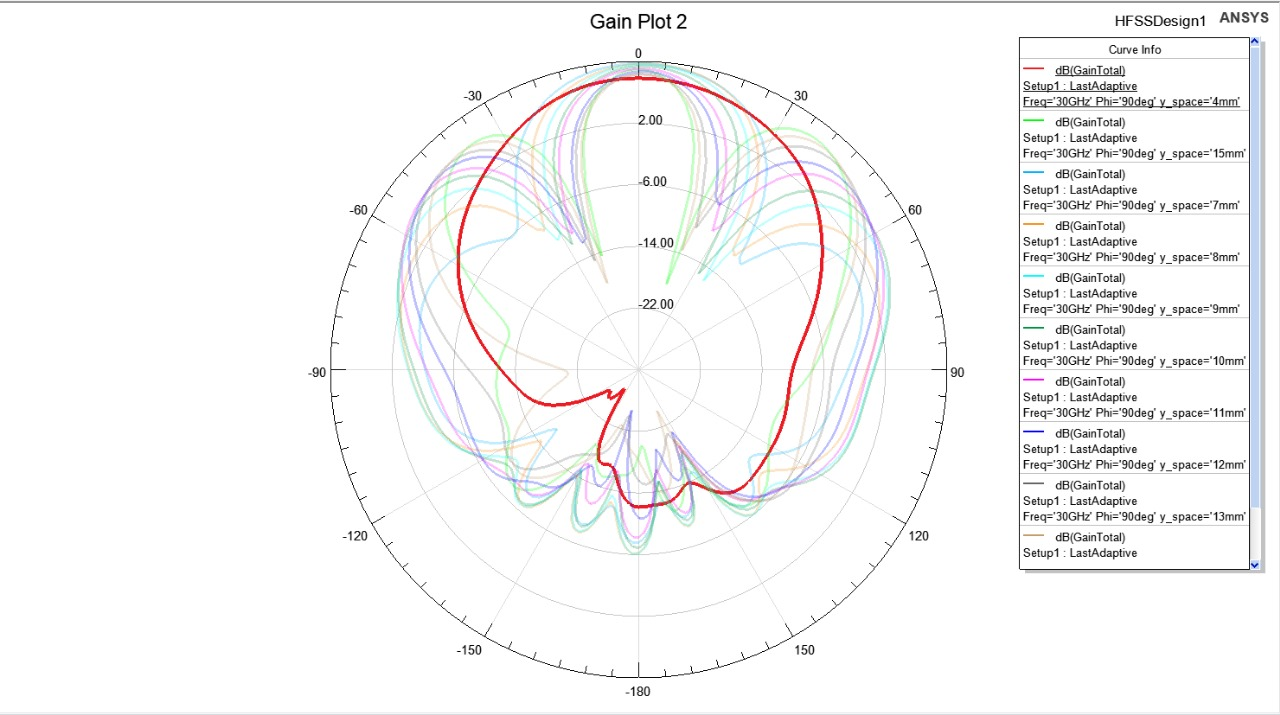 Gain Plot 2
HFSSDesign1
ANSYS
0
30
60
90
120
150
-180
-150
-120
-90
-60
-30
2.00
-6.00
-14.00
-22.00
Curve Info
dB(GainTotal)
Setup1 : LastAdaptive
Freq='30GHz' Phi='90deg' y_space='4mm'
dB(GainTotal)
Setup1 : LastAdaptive
Freq='30GHz' Phi='90deg' y_space='15mm'
dB(GainTotal)
Setup1 : LastAdaptive
Freq='30GHz' Phi='90deg' y_space='7mm'
dB(GainTotal)
Setup1 : LastAdaptive
Freq='30GHz' Phi='90deg' y_space='8mm'
dB(GainTotal)
Setup1 : LastAdaptive
Freq='30GHz' Phi='90deg' y_space='9mm'
dB(GainTotal)
Setup1 : LastAdaptive
Freq='30GHz' Phi='90deg' y_space='10mm'
dB(GainTotal)
Setup1 : LastAdaptive
Freq='30GHz' Phi='90deg' y_space='11mm'
dB(GainTotal)
Setup1 : LastAdaptive
Freq='30GHz' Phi='90deg' y_space='12mm'
dB(GainTotal)
Setup1 : LastAdaptive
Freq='30GHz' Phi='90deg' y_space='13mm'
dB(GainTotal)
Setup1 : LastAdaptive